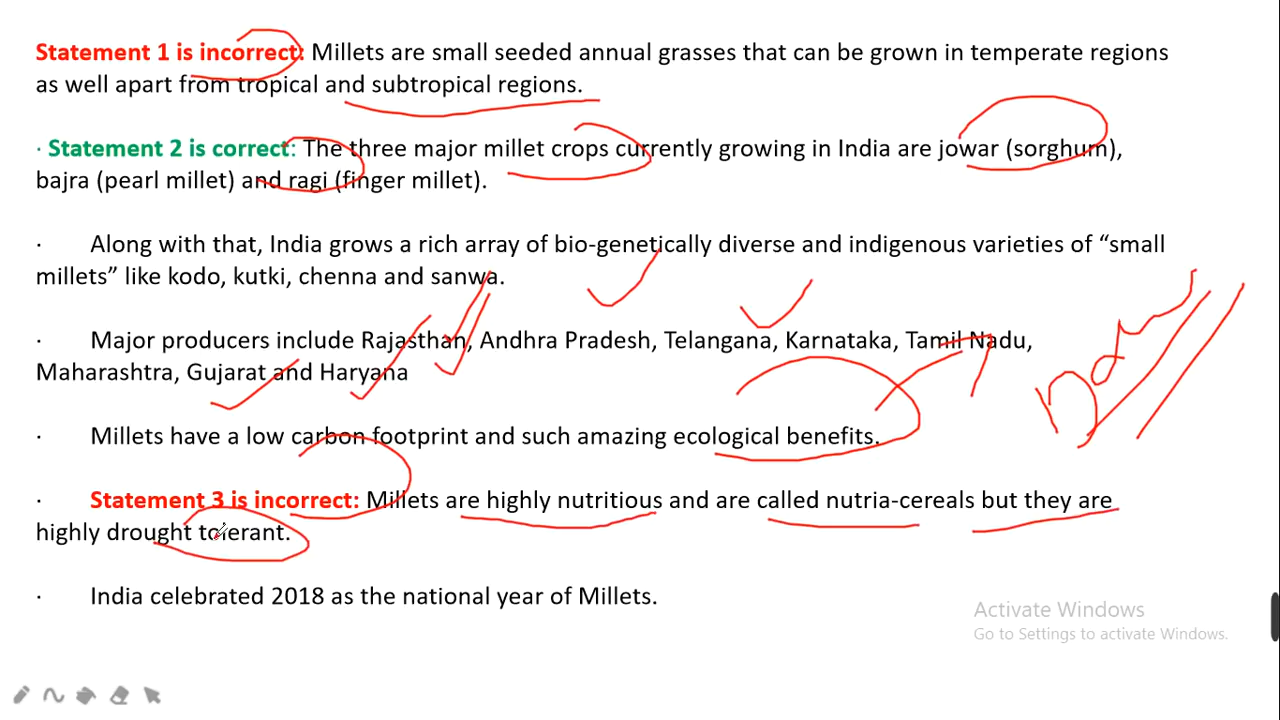 Statement 1 is incorrect: Millets are small seeded annual grasses that can be grown in temperate regions
as well apart from tropical and subtropical regions.
· Statement 2 is correct: The three major millet crops currently growing in India are jowar (sorghum),
bajra (pearl millet) and ragi (finger millet).
· Along with that, India grows a rich array of bio-genetically diverse and indigenous varieties of “small
millets” like kodo, kutki, chenna and sanwa.
· Major producers include Rajasthan, Andhra Pradesh, Telangana, Karnataka, Tamil Nadu,
Maharashtra, Gujarat and Haryana
· Millets have a low carbon footprint and such amazing ecological benefits.
· Statement 3 is incorrect: Millets are highly nutritious and are called nutria-cereals but they are
highly drought tolerant.
· India celebrated 2018 as the national year of Millets.
Activate Windows
Go to Settings to activate Windows.